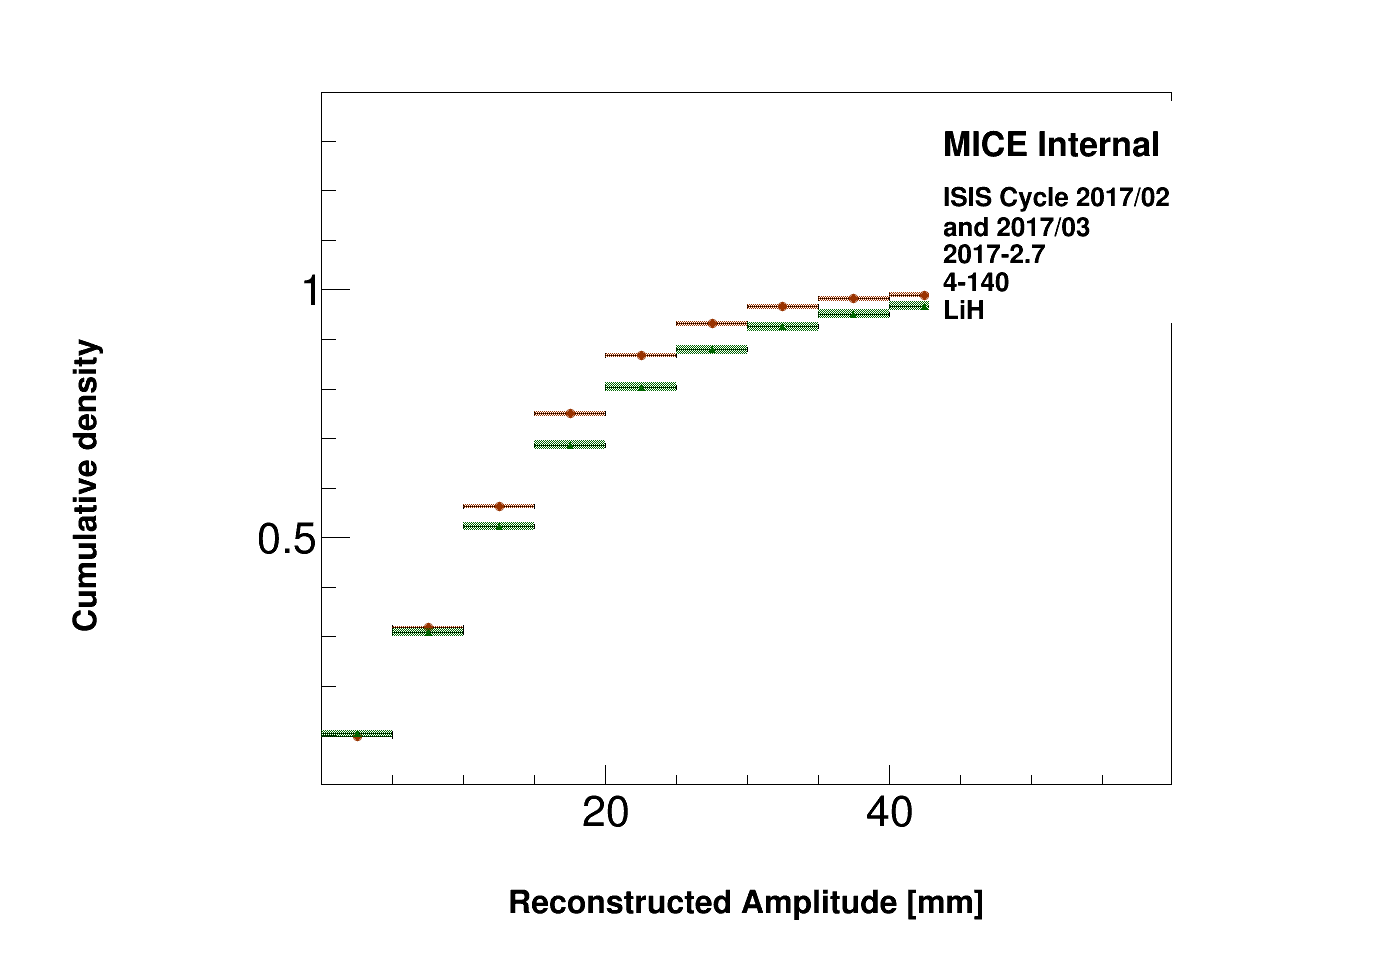 MICE Internal
ISIS Cycle 2017/02
and 2017/03
2017-2.7
4-140
LiH
1
0.5
Cumulative density
20
40
Reconstructed Amplitude [mm]